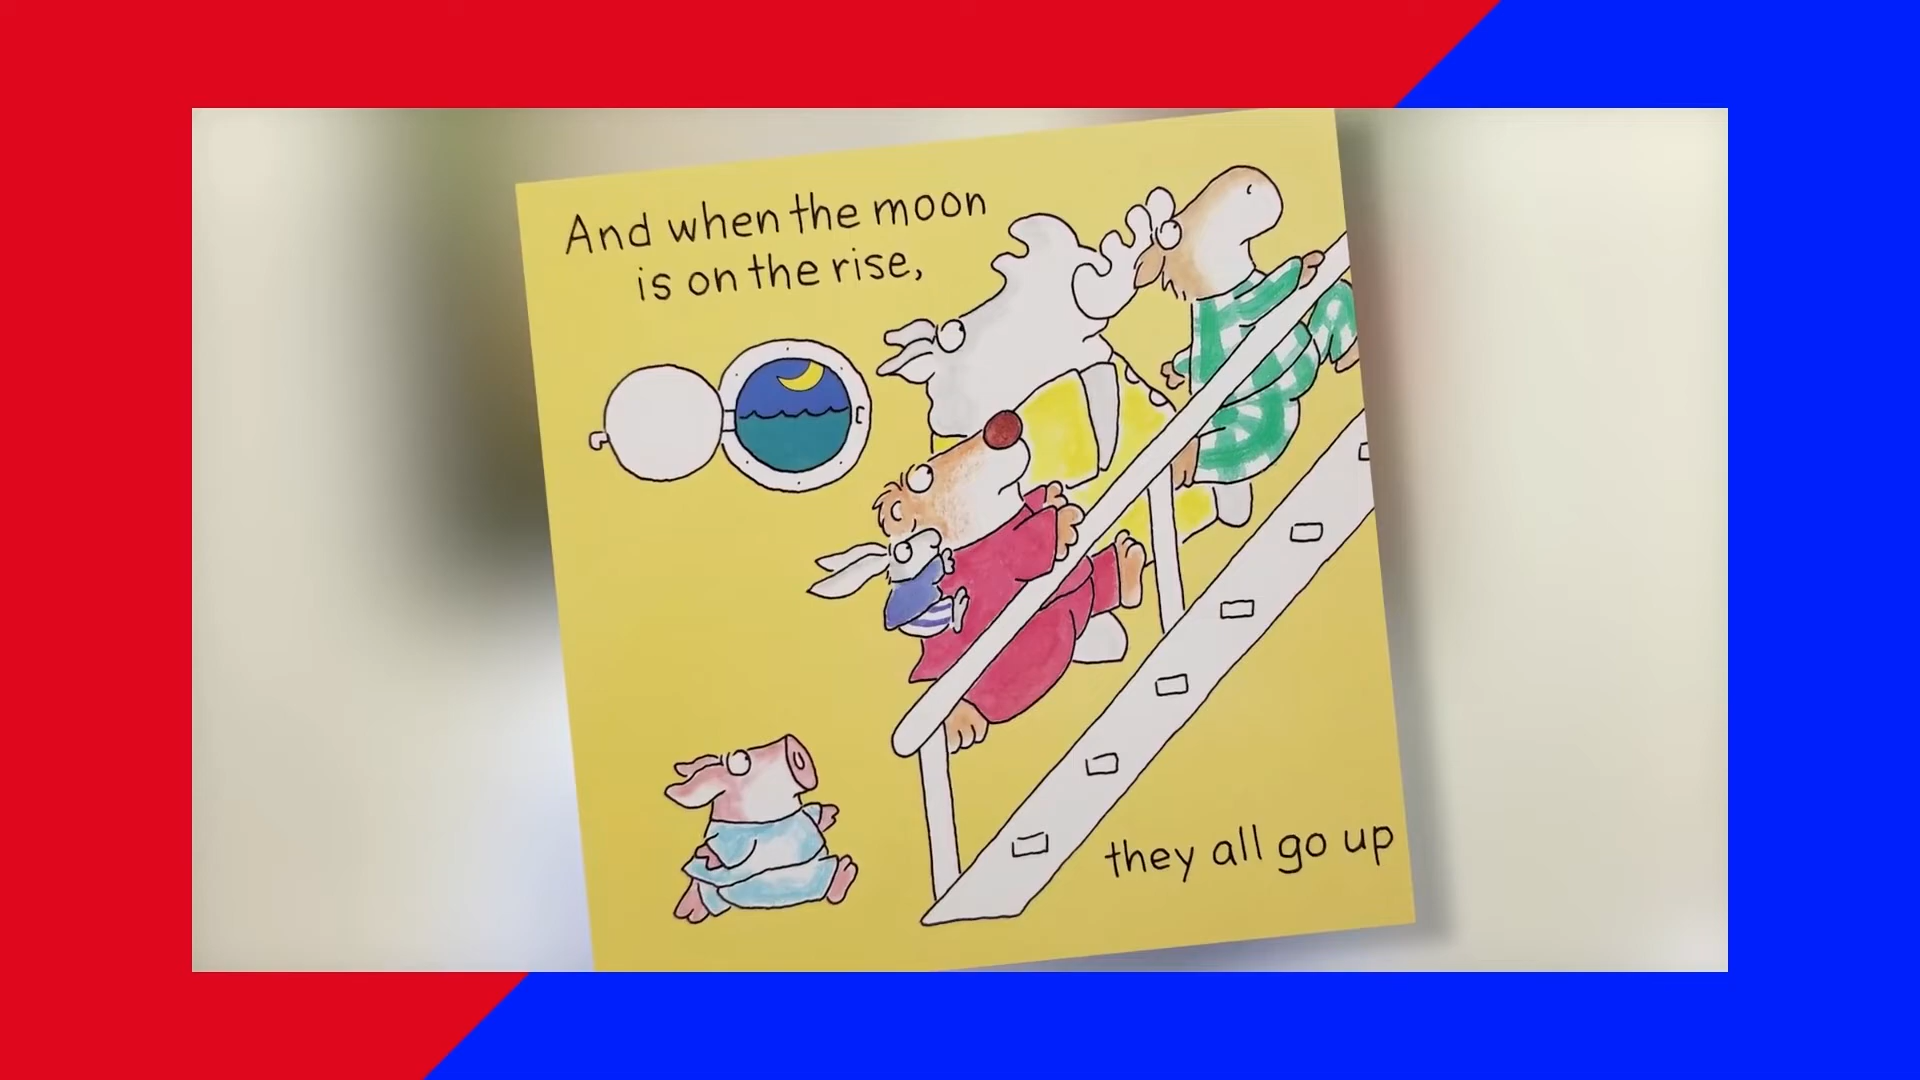 And when the moon
is on the rise,
they all go up